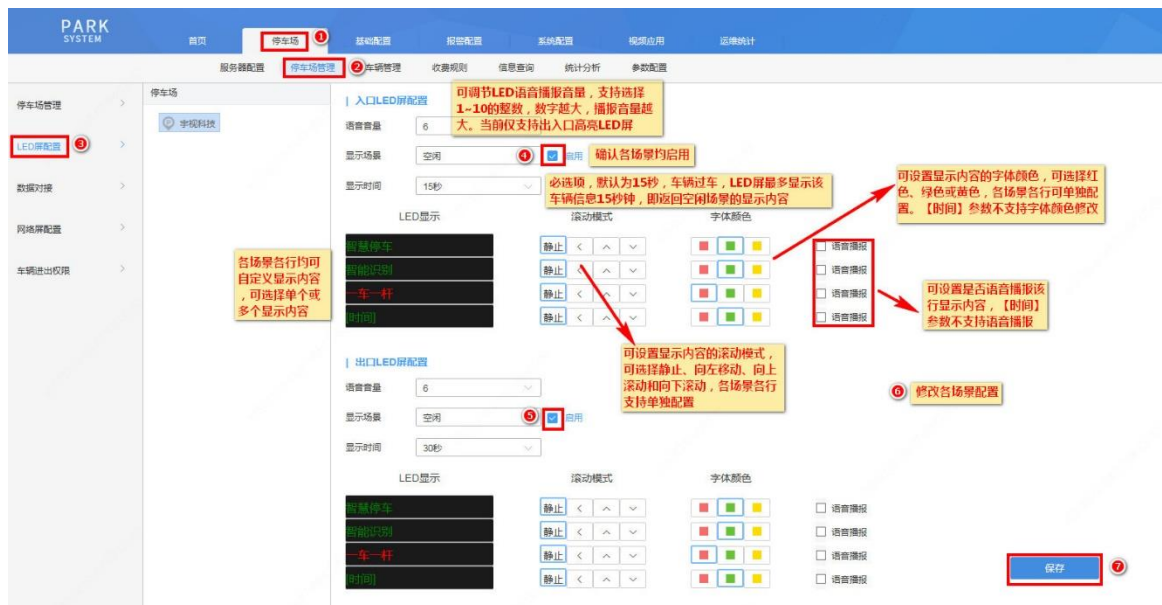 PARK
SYSTEM
首页
停车场
1
基础配置
报警配置
系统配置
视频应用
运维统计
服务器配置
停车场管理
2
车辆管理
收费规则
信息查询
统计分析
参数配置
停车场管理
LED屏配置
3
数据对接
网络屏配置
车辆进出权限
停车场
宇视科技
入口LED屏配置
可调节LED语音播报音量，支持选择
1~10的整数，数字越大，播报音量越
大。当前仅支持出入口高亮LED屏
语音音量
6
显示场景
空闲
4
启用
确认各场景均启用
显示时间
15秒
必选项，默认为15秒，车辆过车，LED屏最多显示该
车辆信息15秒钟，即返回空闲场景的显示内容
可设置显示内容的字体颜色，可选择红
色、绿色或黄色，各场景各行可单独配
置。【时间】参数不支持字体颜色修改
LED显示
滚动模式
字体颜色
智慧停车
静止
语音播报
智能识别
静止
语音播报
一车一杆
静止
语音播报
[时间]
静止
语音播报
各场景各行均可
自定义显示内容
，可选择单个或
多个显示内容
可设置是否语音播报该
行显示内容，【时间】
参数不支持语音播报
可设置显示内容的滚动模式，
可选择静止、向左移动、向上
滚动和向下滚动，各场景各行
支持单独配置
出口LED屏配置
语音音量
6
6
修改各场景配置
显示场景
空闲
5
启用
显示时间
30秒
LED显示
滚动模式
字体颜色
智慧停车
静止
语音播报
智能识别
静止
语音播报
一车一杆
静止
语音播报
[时间]
静止
语音播报
保存
7